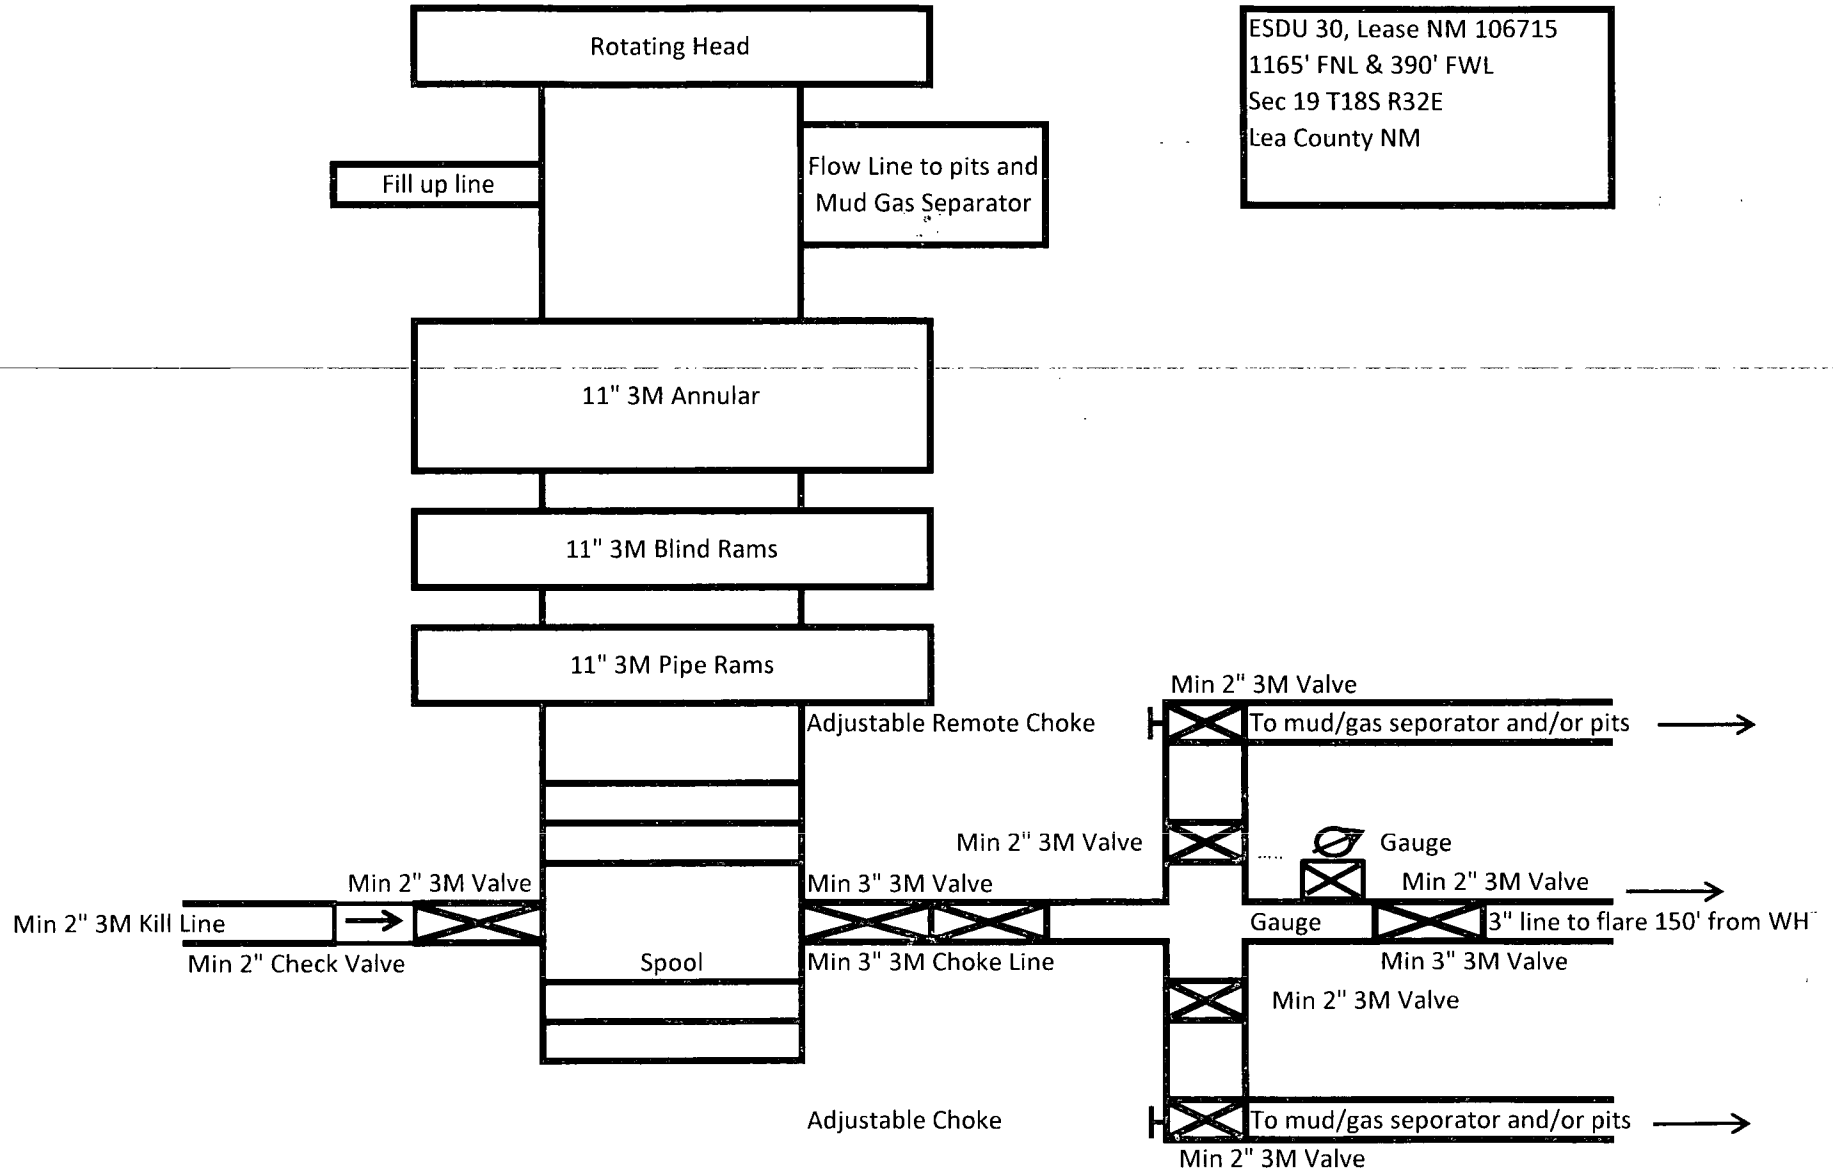 Rotating Head
ESDU 30, Lease NM 106715
1165' FNL & 390' FWL
Sec 19 T18S R32E
Lea County NM
Fill up line
Flow Line to pits and
Mud Gas Separator
11" 3M Annular
11" 3M Blind Rams
11" 3M Pipe Rams
Min 2" 3M Valve
Adjustable Remote Choke
To mud/gas seporator and/or pits
Min 2" 3M Valve
Gauge
Min 2" 3M Valve
Min 3" 3M Valve
Min 2" 3M Valve
Min 2" 3M Kill Line
Gauge
3" line to flare 150' from WH
Min 2" Check Valve
Spool
Min 3" 3M Choke Line
Min 3" 3M Valve
Min 2" 3M Valve
Adjustable Choke
To mud/gas seporator and/or pits
Min 2" 3M Valve